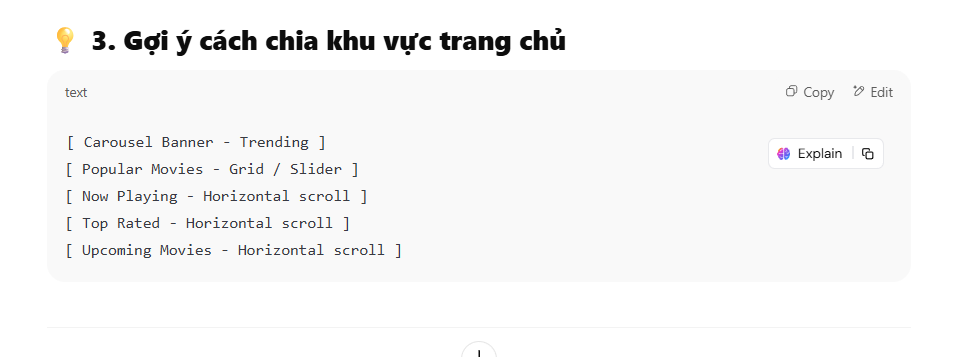 💡 3. Gợi ý cách chia khu vực trang chủ
text Copy Edit
[ Carousel Banner - Trending ]
Explain
[ Popular Movies - Grid / Slider ]
[ Now Playing - Horizontal scroll ]
[ Top Rated - Horizontal scroll ]
[ Upcoming Movies - Horizontal scroll ]